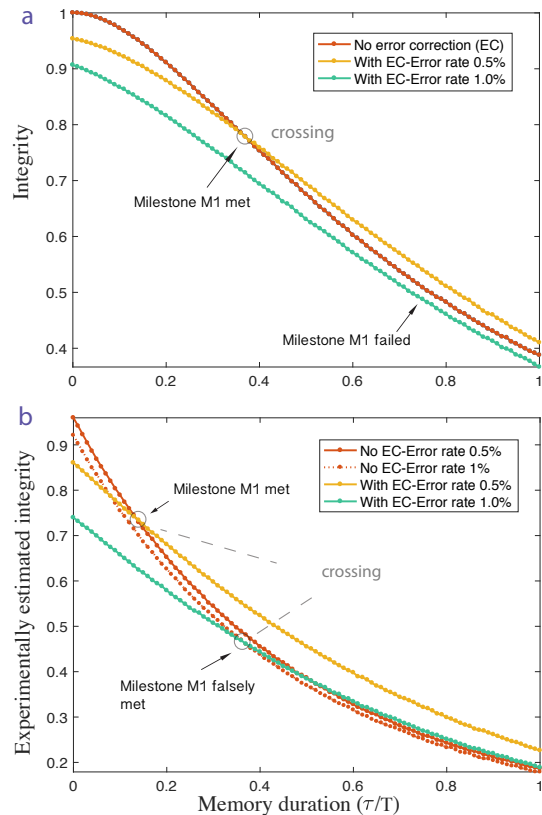 a
1
0.9
0.8
0.7
0.6
0.5
0.4
Integrity
No error correction (EC)
With EC-Error rate 0.5%
With EC-Error rate 1.0%
crossing
Milestone M1 met
Milestone M1 failed
0 0.2 0.4 0.6 0.8 1
b
0.9
0.8
0.7
0.6
0.5
0.4
0.3
0.2
Experimentally estimated integrity
No EC-Error rate 0.5%
No EC-Error rate 1%
With EC-Error rate 0.5%
With EC-Error rate 1.0%
Milestone M1 met
crossing
Milestone M1 falsely
met
0 0.2 0.4 0.6 0.8 1
Memory duration (τ/T)